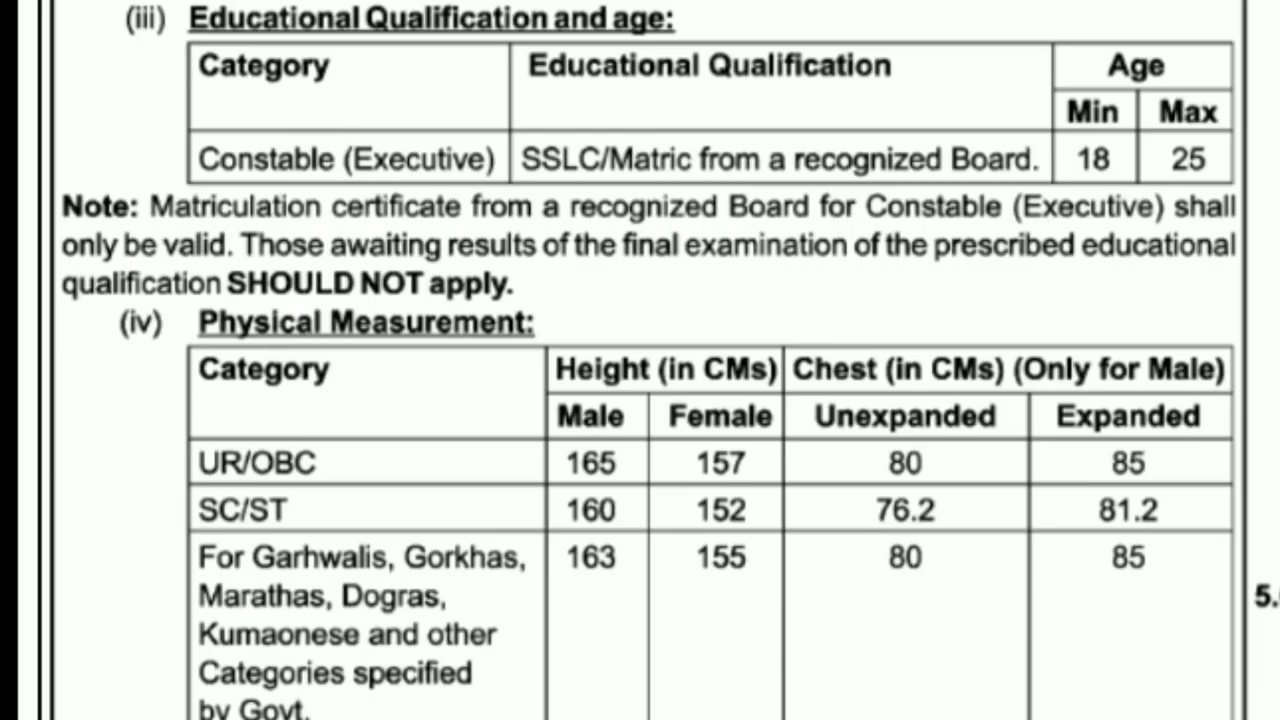 (iii) Educational Qualification and age:
Category Educational Qualification Age
Min Max
Constable (Executive) SSLC/Matric from a recognized Board. 18 25
Note: Matriculation certificate from a recognized Board for Constable (Executive) shall
only be valid. Those awaiting results of the final examination of the prescribed educational
qualification SHOULD NOT apply.
(iv) Physical Measurement:
Category Height (in CMs) Chest (in CMs) (Only for Male)
Male Female Unexpanded Expanded
UR/OBC 165 157 80 85
SC/ST 160 152 76.2 81.2
For Garhwalis, Gorkhas, 163 155 80 85
Marathas, Dogras,
Kumaonese and other
Categories specified
by Govt.